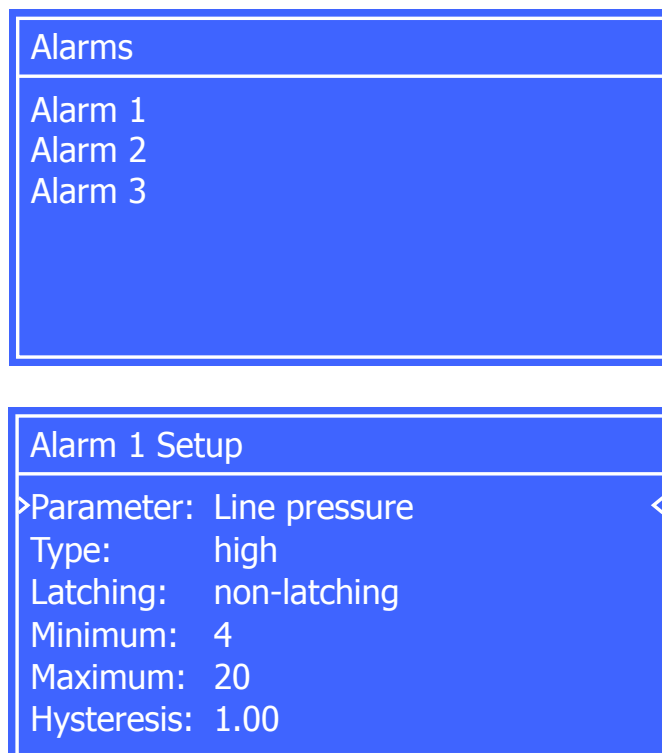 Alarms
Alarm 1
Alarm 2
Alarm 3
Alarm 1 Setup
>Parameter: Line pressure <
Type: high
Latching: non-latching
Minimum: 4
Maximum: 20
Hysteresis: 1.00